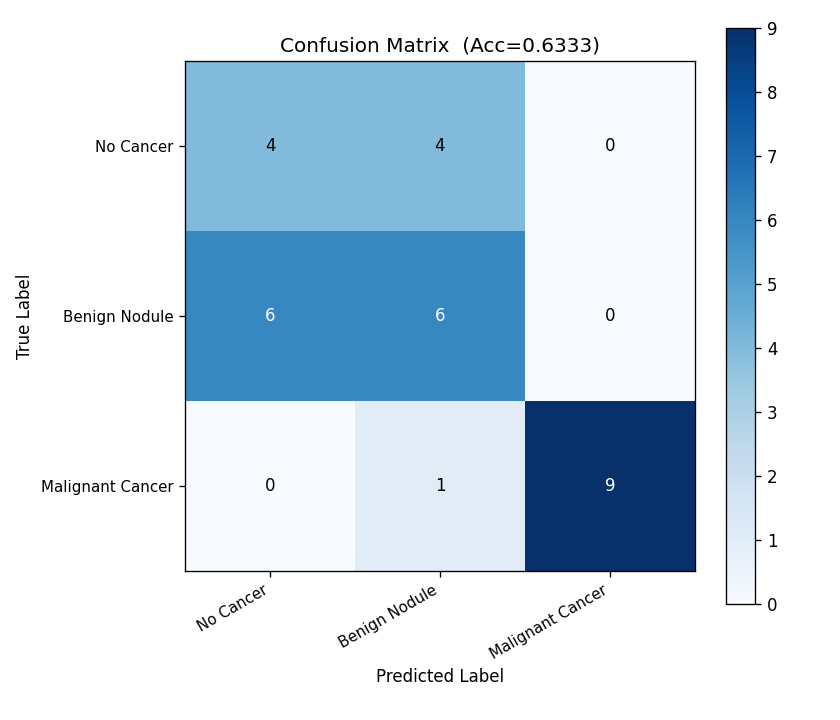 Confusion Matrix  (Acc=0.6333)
True Label
No Cancer
Benign Nodule
Malignant Cancer
4 4 0
6 6 0
0 1 9
No Cancer
Benign Nodule
Malignant Cancer
Predicted Label
9
8
7
6
5
4
3
2
1
0